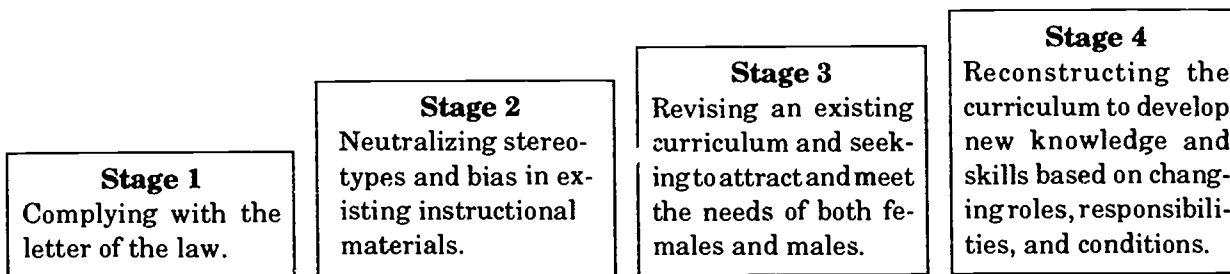 Stage 1
Complying with the
letter of the law.
Stage 2
Neutralizing stereo-
types and bias in ex-
isting instructional
materials.
Stage 3
Revising an existing
curriculum and seek-
ing to attract and meet
the needs of both fe-
males and males.
Stage 4
Reconstructing the
curriculum to develop
new knowledge and
skills based on chang-
ing roles, responsibili-
ties, and conditions.